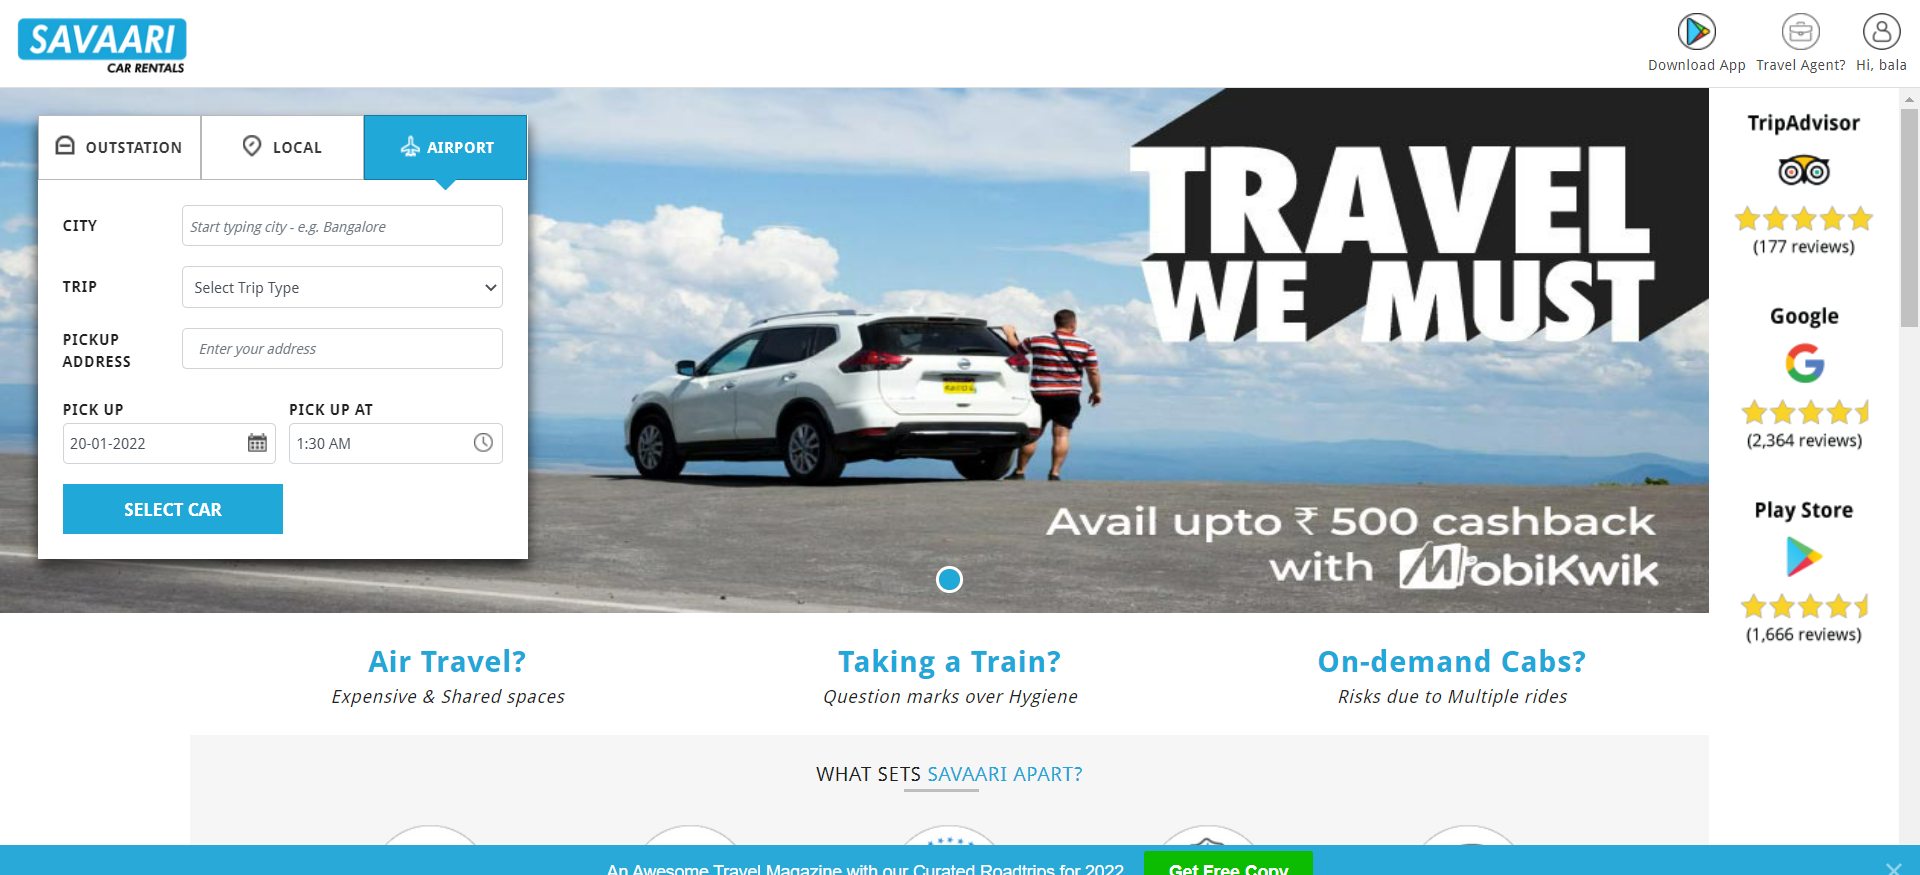 SAVAARI
CAR RENTALS
Download App
Travel Agent?
Hi, bala
OUTSTATION
LOCAL
AIRPORT
CITY
Start typing city - e.g. Bangalore
TRIP
Select Trip Type
PICKUP
ADDRESS
Enter your address
PICK UP
PICK UP AT
20-01-2022
1:30 AM
SELECT CAR
TRAVEL
WE MUST
Avail upto ₹ 500 cashback
with MobiKwik
TripAdvisor
(177 reviews)
Google
(2,364 reviews)
Play Store
(1,666 reviews)
Air Travel?
Expensive & Shared spaces
Taking a Train?
Question marks over Hygiene
On-demand Cabs?
Risks due to Multiple rides
WHAT SETS SAVAARI APART?
An Awesome Travel Magazine with our Curated Roadtrips for 2022
Get Free Copy